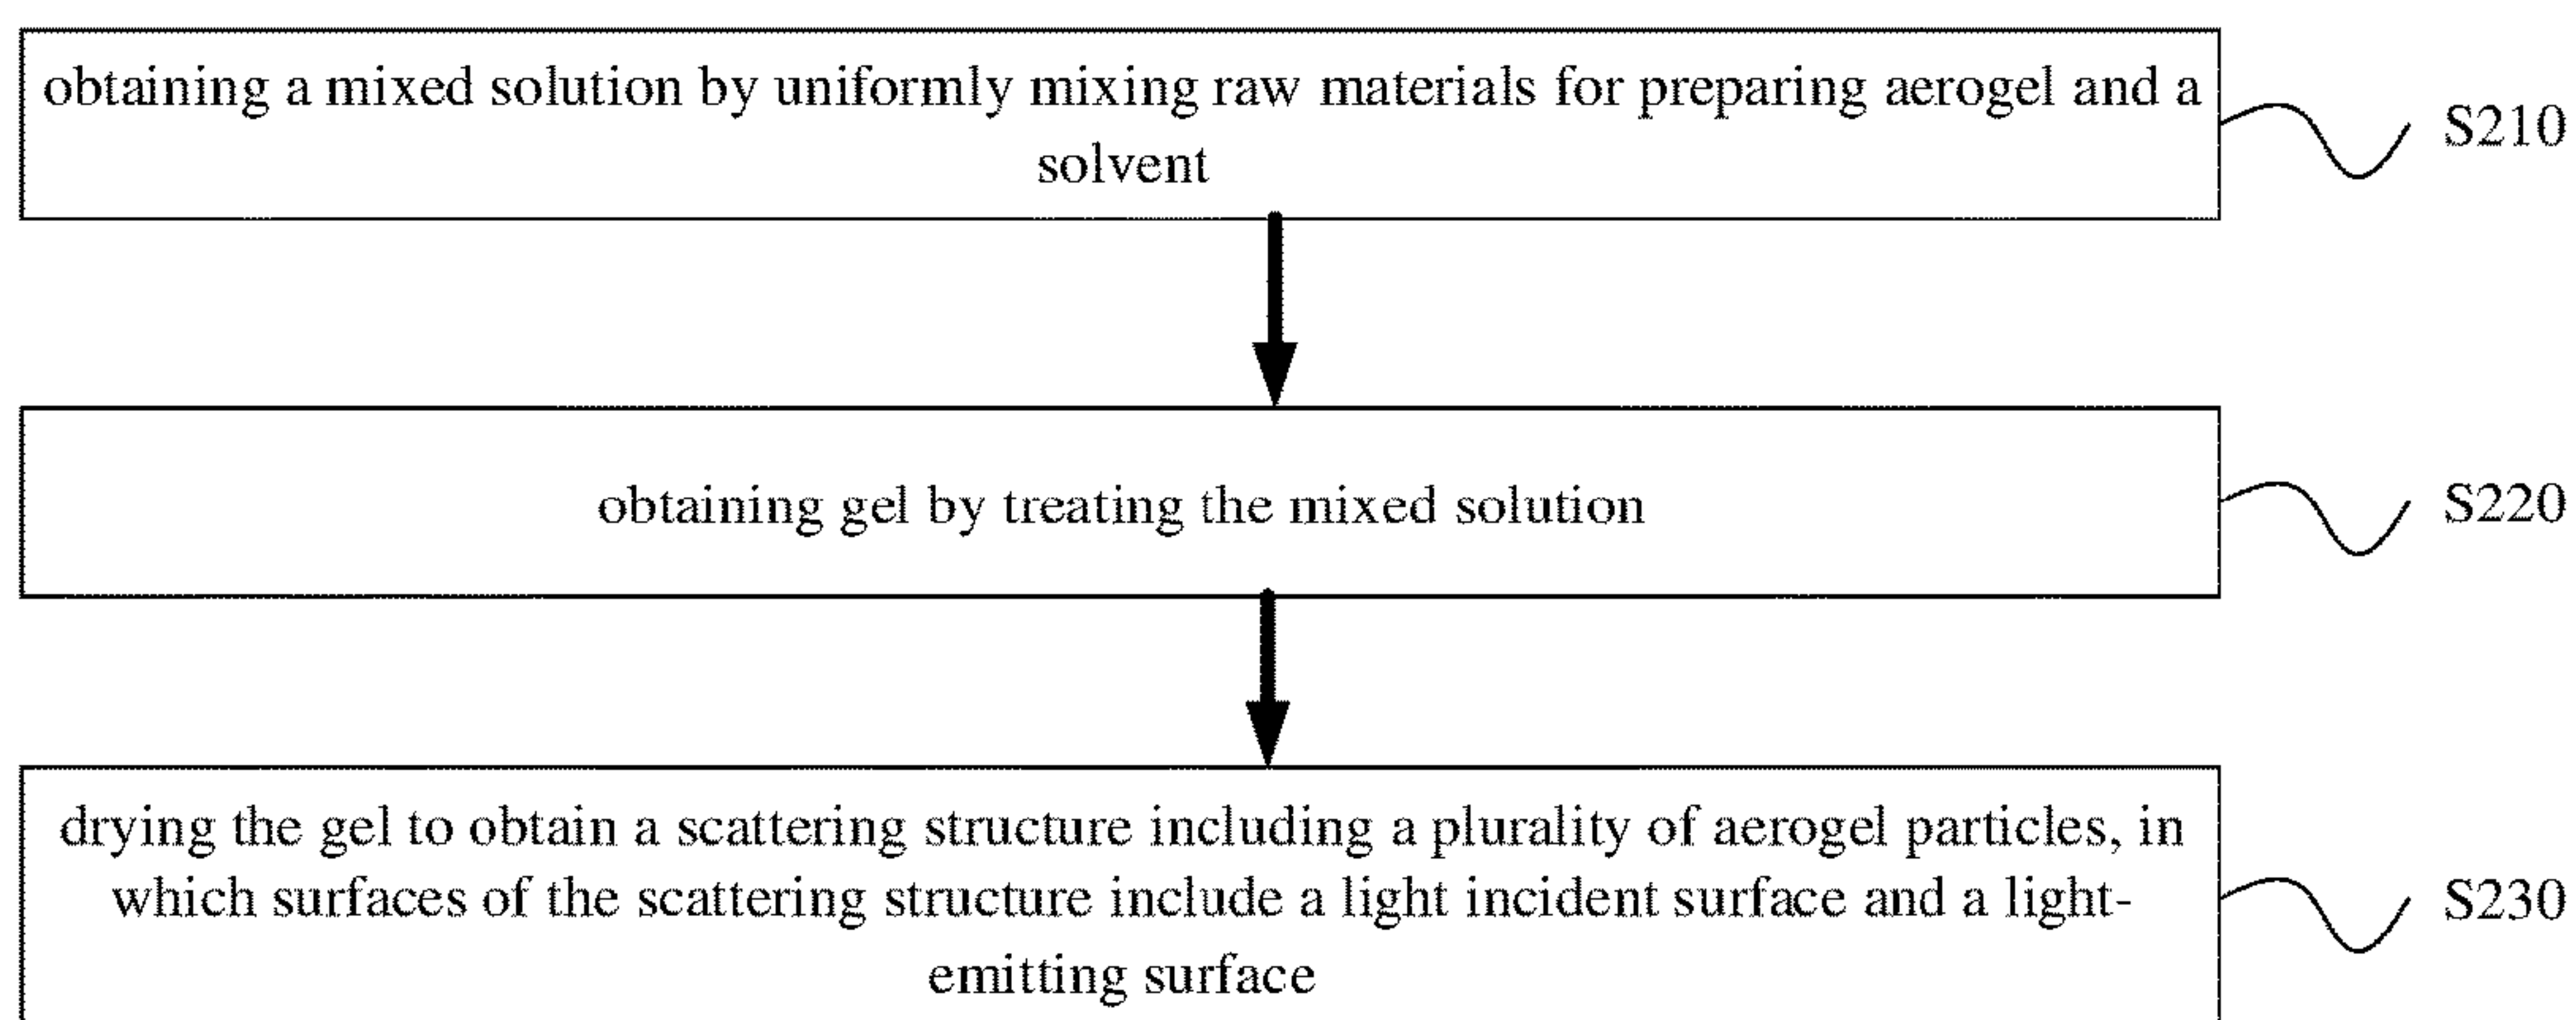 obtaining a mixed solution by uniformly mixing raw materials for preparing aerogel and a
solvent
S210
obtaining gel by treating the mixed solution
S220
drying the gel to obtain a scattering structure including a plurality of aerogel particles, in
which surfaces of the scattering structure include a light incident surface and a light-
emitting surface
S230